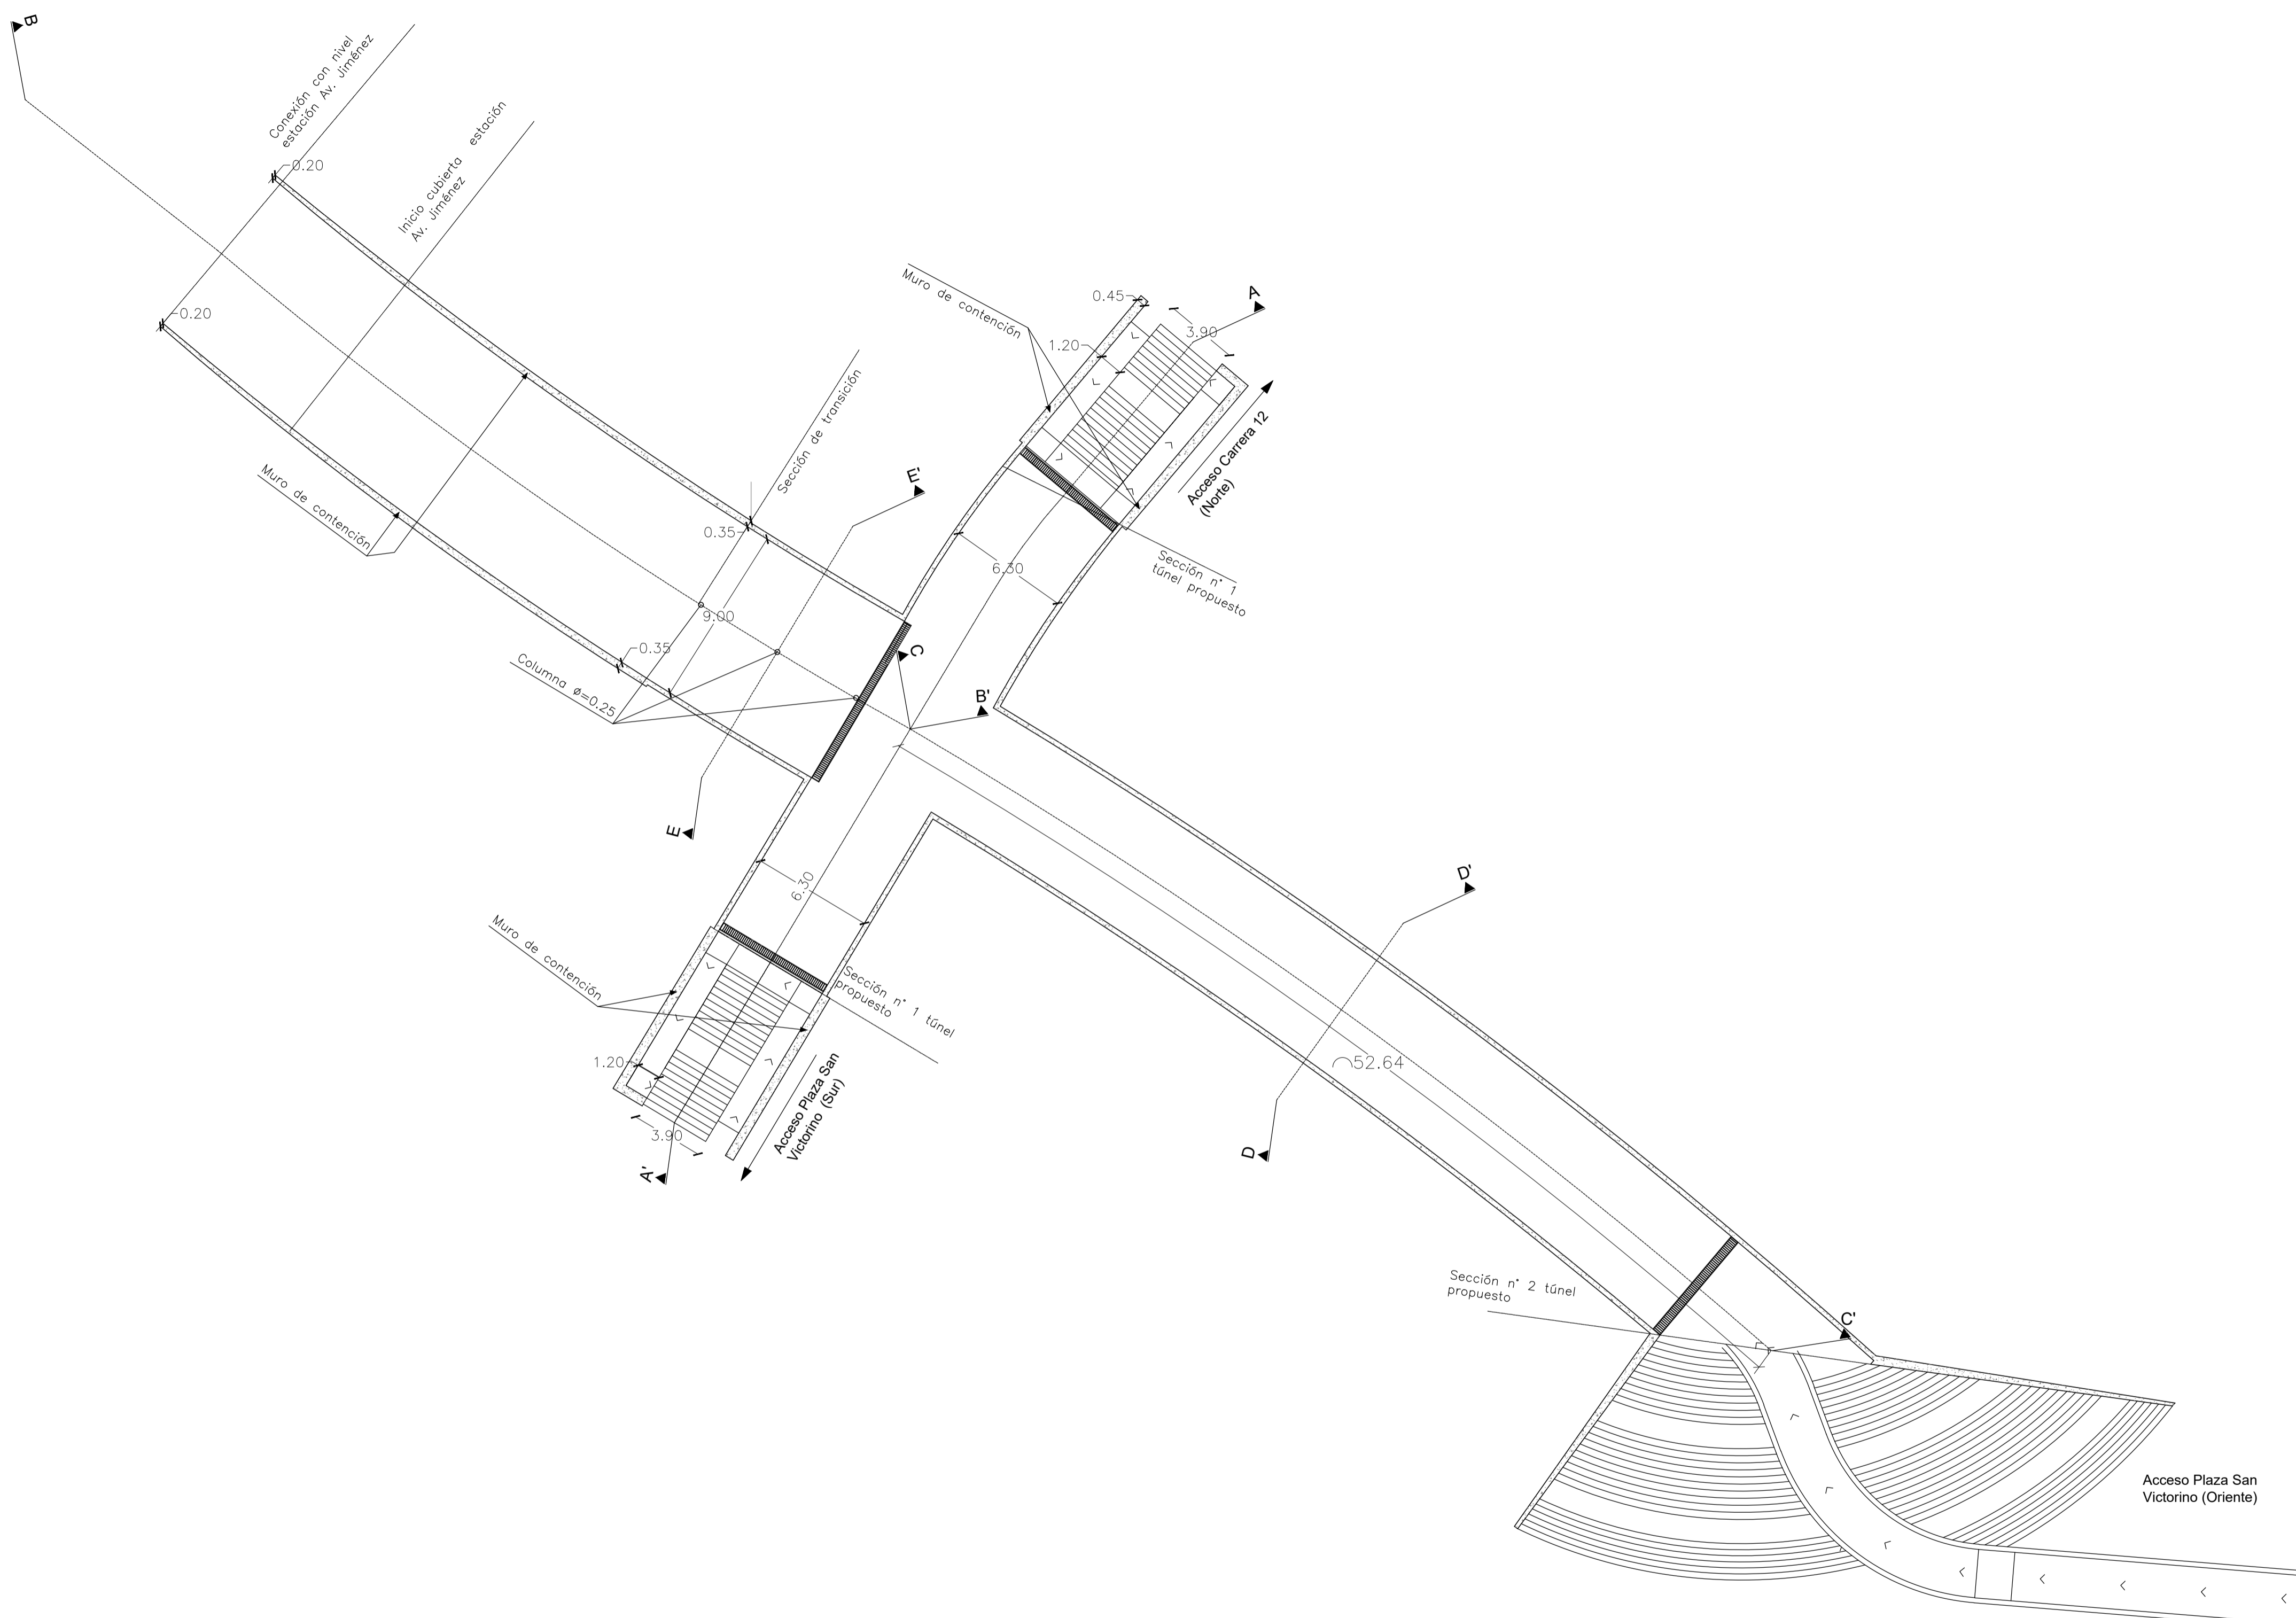 B
Conexión con nivel
estación Av. Jiménez
0.20
Inicio cubierta estación
Av. Jiménez
0.20
Muro de contención
0.45
A
3.90
1.20
Acceso Carrera 12
(Norte)
Sección de transición
E'
Muro de contención
0.35
6.30
Sección n° 1
túnel propuesto
9.00
0.35
C
Columna ø=0.25
B'
E
D'
6.30
Muro de contención
Sección n° 1 túnel
propuesto
1.20
52.64
Acceso Plaza San
Victorino (Sur)
3.90
A'
D
Sección n° 2 túnel
propuesto
C'
Acceso Plaza San
Victorino (Oriente)